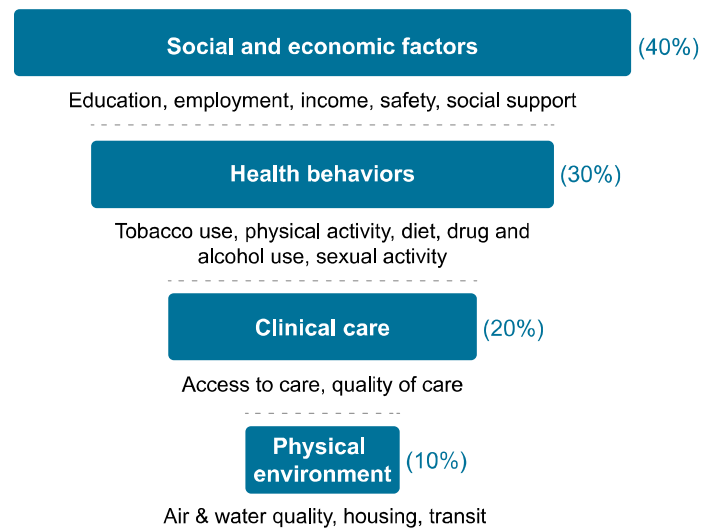 Social and economic factors (40%)
Education, employment, income, safety, social support
Health behaviors (30%)
Tobacco use, physical activity, diet, drug and
alcohol use, sexual activity
Clinical care (20%)
Access to care, quality of care
Physical
environment (10%)
Air & water quality, housing, transit